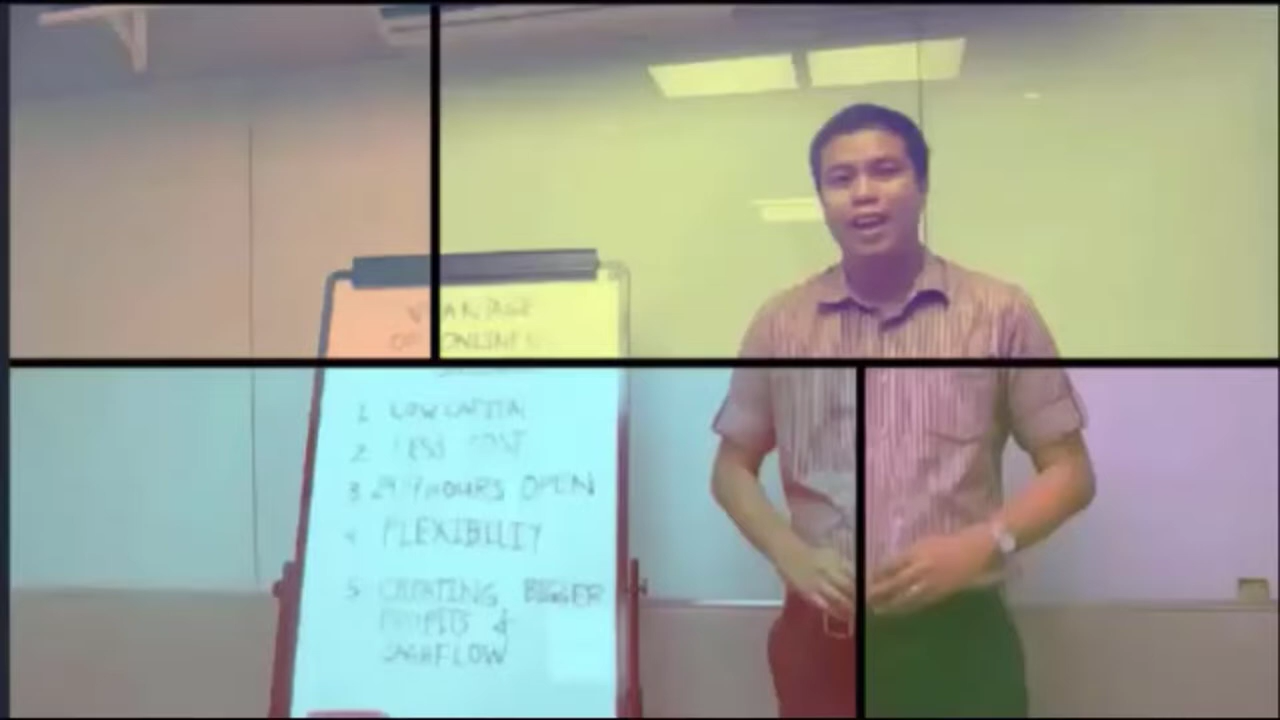 OF ONLINE
1. LOW CAPITAL
2. LESS COST
3. 24/7 HOURS OPEN
4. FLEXIBILITY
5. CREATING BIGGER
PROFITS &
CASHFLOW